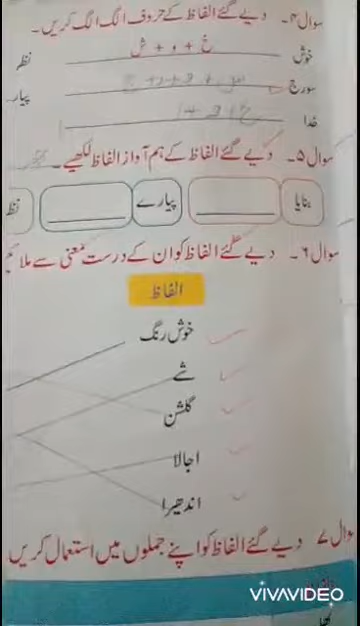 سوال ۴۔ دیے گئے الفاظ کے حروف الگ الگ کریں۔
خوش خ + و + ش نظم
سورج س + و + ر + ج پیار
خدا خ + د + ا
سوال ۵۔ دیے گئے الفاظ کے ہم آواز الفاظ لکھیے۔
بنایا پیارے نظ
سوال ۶۔ دیے گئے الفاظ کو ان کے درست معنی سے ملائیے
الفاظ
خوش رنگ
شے
گلشن
اجالا
اندھیرا
سوال ۷ دیے گئے الفاظ کو اپنے جملوں میں استعمال کریں
VIVAVIDEO